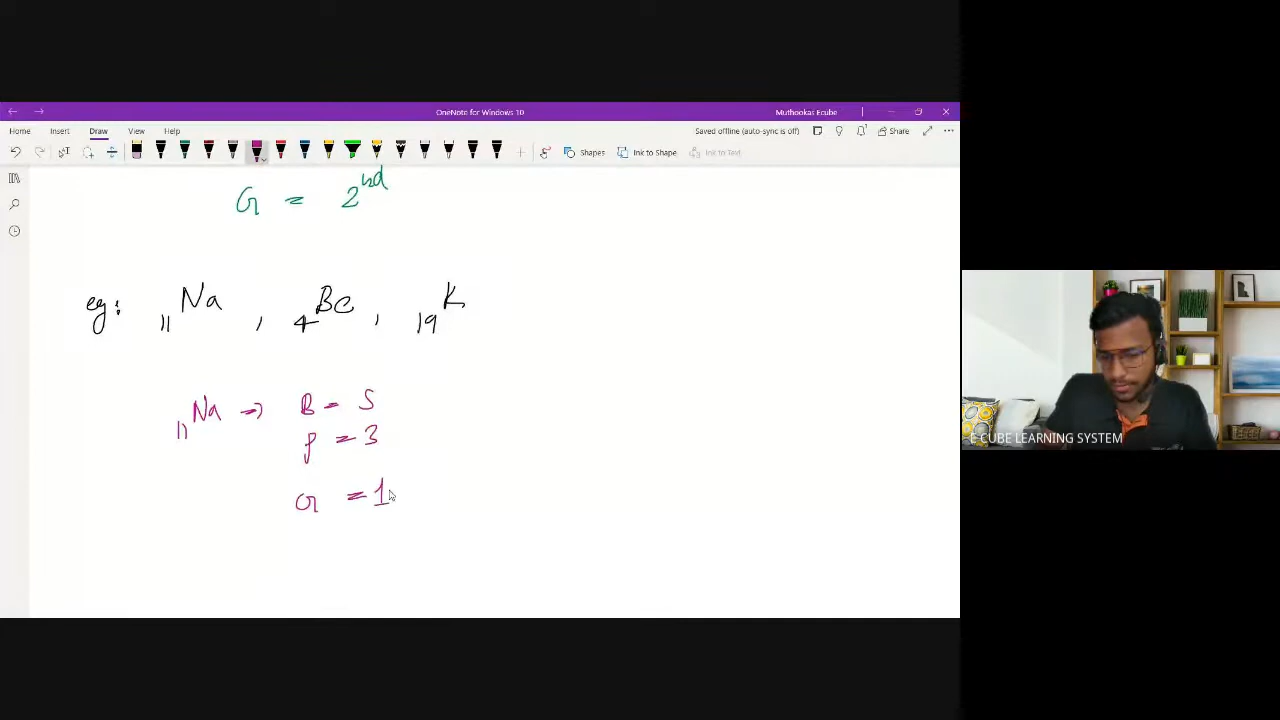 OneNote for Windows 10
Muthookas Ecube
Home Insert Draw View Help
Saved offline (auto-sync is off)
Share
Shapes
Ink to Shape
Ink to Text
G = 2nd
eg: 11Na, 4Be, 19K
11Na ⇒ B = S
P = 3
G = 1
E CUBE LEARNING SYSTEM